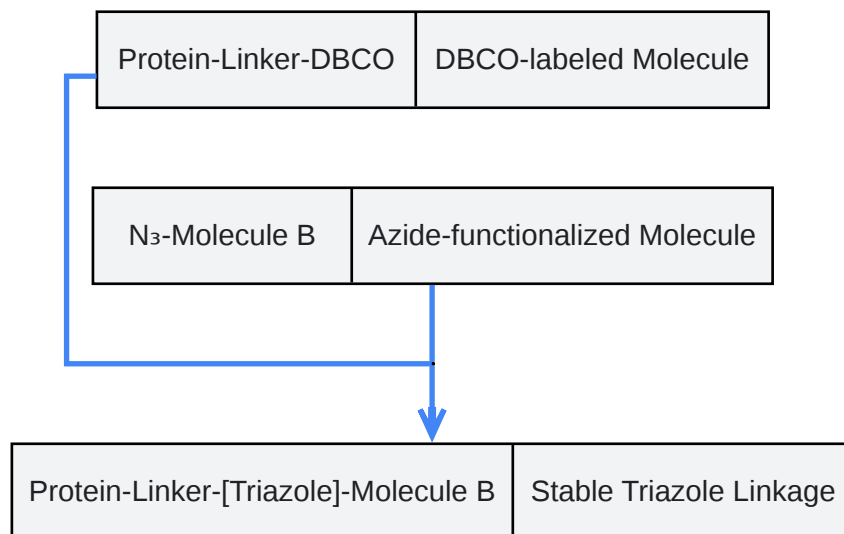 Protein-Linker-DBCO
DBCO-labeled Molecule
N₃-Molecule B
Azide-functionalized Molecule
Protein-Linker-[Triazole]-Molecule B
Stable Triazole Linkage